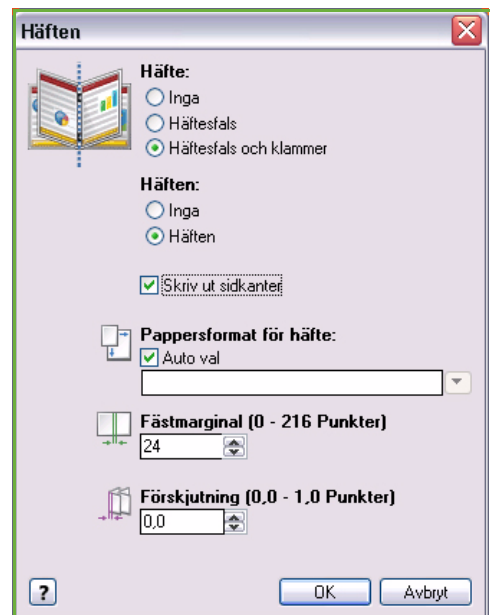 Häften
Häfte:
Inga
Häftesfals
Häftesfals och klammer
Häften:
Inga
Häften
Skriv ut sidkanter
Pappersformat för häfte:
Auto val
Fästmarginal (0 - 216 Punkter)
24
Förskjutning (0,0 - 1,0 Punkter)
0,0
? OK Avbryt